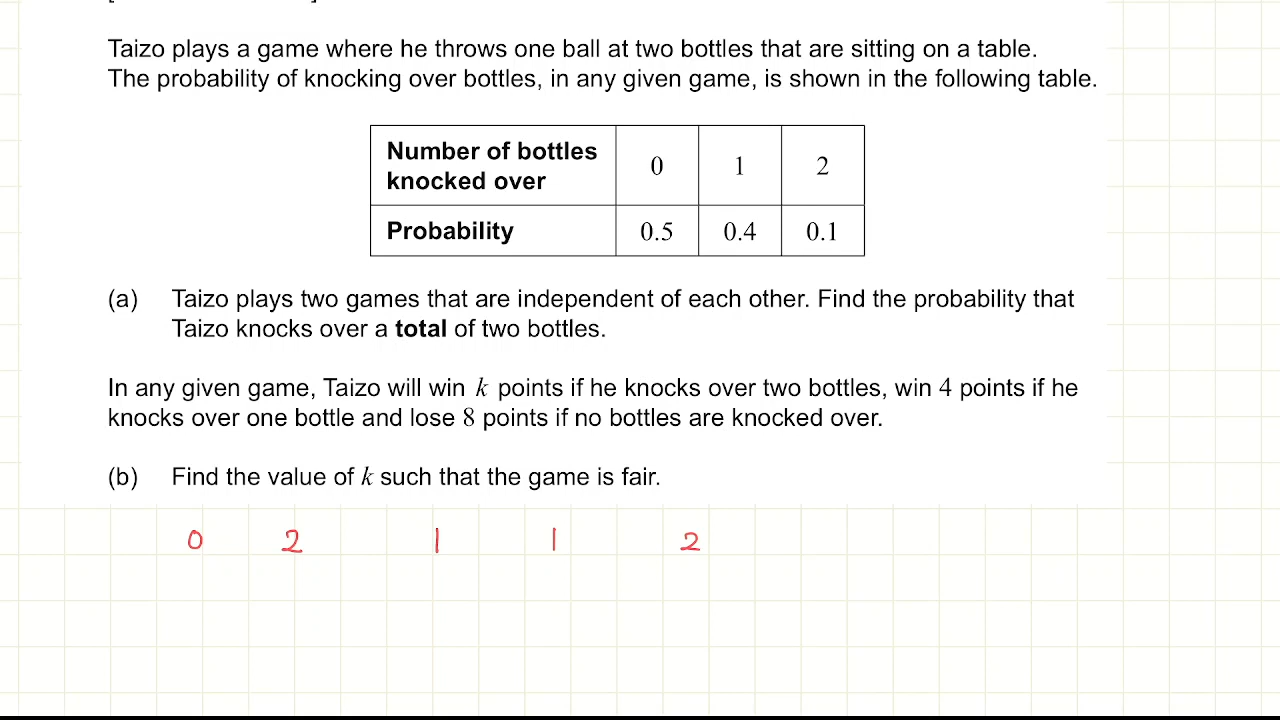 Taizo plays a game where he throws one ball at two bottles that are sitting on a table.
The probability of knocking over bottles, in any given game, is shown in the following table.
Number of bottles
knocked over 0 1 2
Probability 0.5 0.4 0.1
(a) Taizo plays two games that are independent of each other. Find the probability that
Taizo knocks over a total of two bottles.
In any given game, Taizo will win k points if he knocks over two bottles, win 4 points if he
knocks over one bottle and lose 8 points if no bottles are knocked over.
(b) Find the value of k such that the game is fair.
0 2 1 1 2